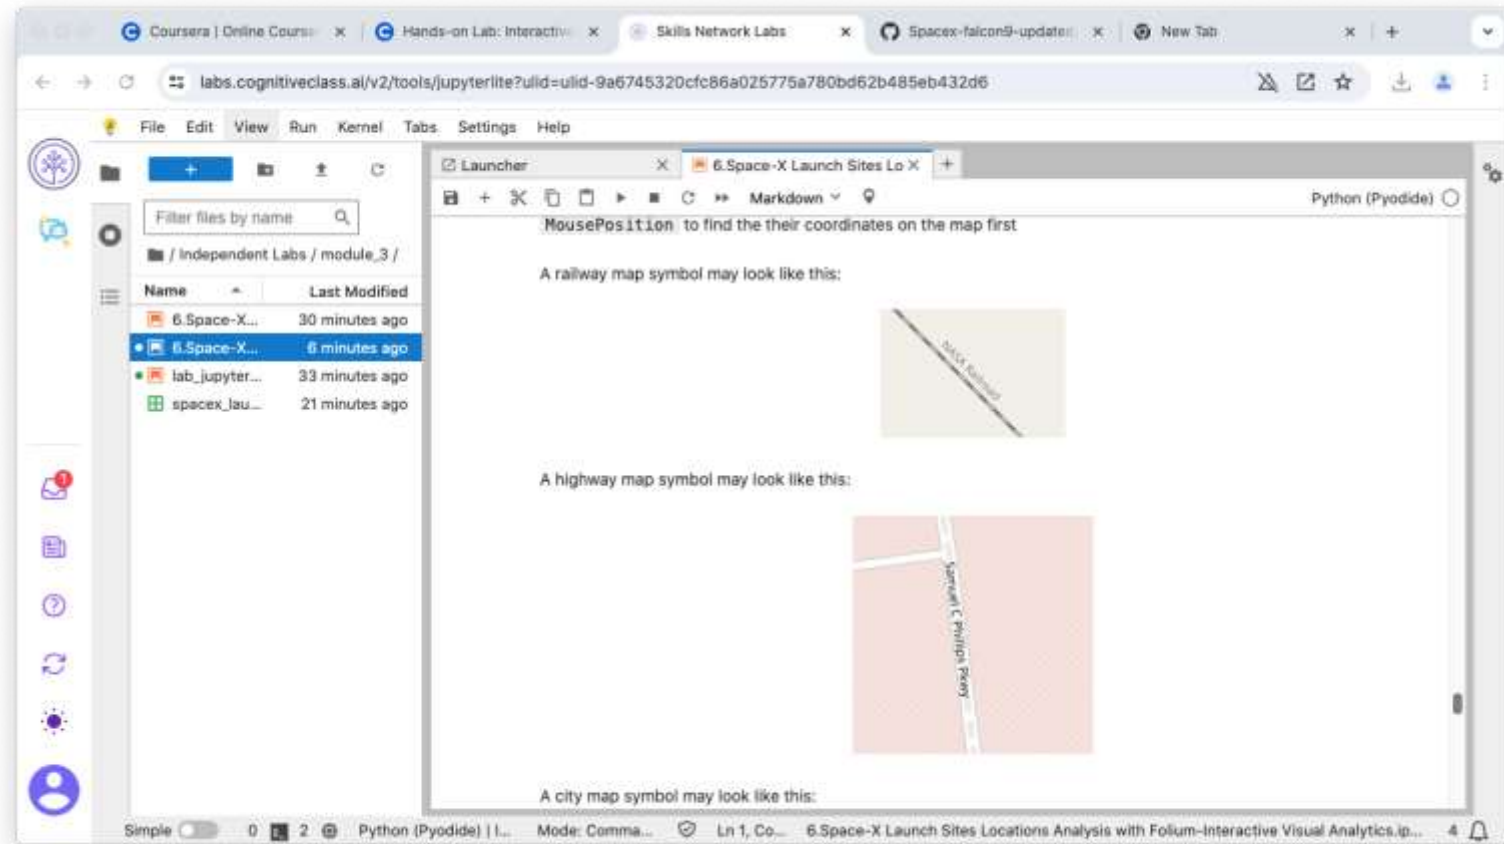 Coursera | Online Course
Hands-on Lab: Interactiv
Skills Network Labs
Spacex-falcon9-updated
New Tab
labs.cognitiveclass.ai/v2/tools/jupyterlite?ulid=ulid-9a6745320cfc86a025775a780bd62b485eb432d6
File Edit View Run Kernel Tabs Settings Help
Launcher
6.Space-X Launch Sites Lo
Markdown
Python (Pyodide)
Filter files by name
/ Independent Labs / module_3 /
Name Last Modified
6.Space-X... 30 minutes ago
6.Space-X... 6 minutes ago
lab_jupyter... 33 minutes ago
spacex_lau... 21 minutes ago
MousePosition to find the their coordinates on the map first
A railway map symbol may look like this:
NASA Railroad
A highway map symbol may look like this:
Samuel C Phillips Pkwy
A city map symbol may look like this:
1
Simple 0 2 Python (Pyodide) | I... Mode: Comma... Ln 1, Co... 6.Space-X Launch Sites Locations Analysis with Folium-Interactive Visual Analytics.ip... 4